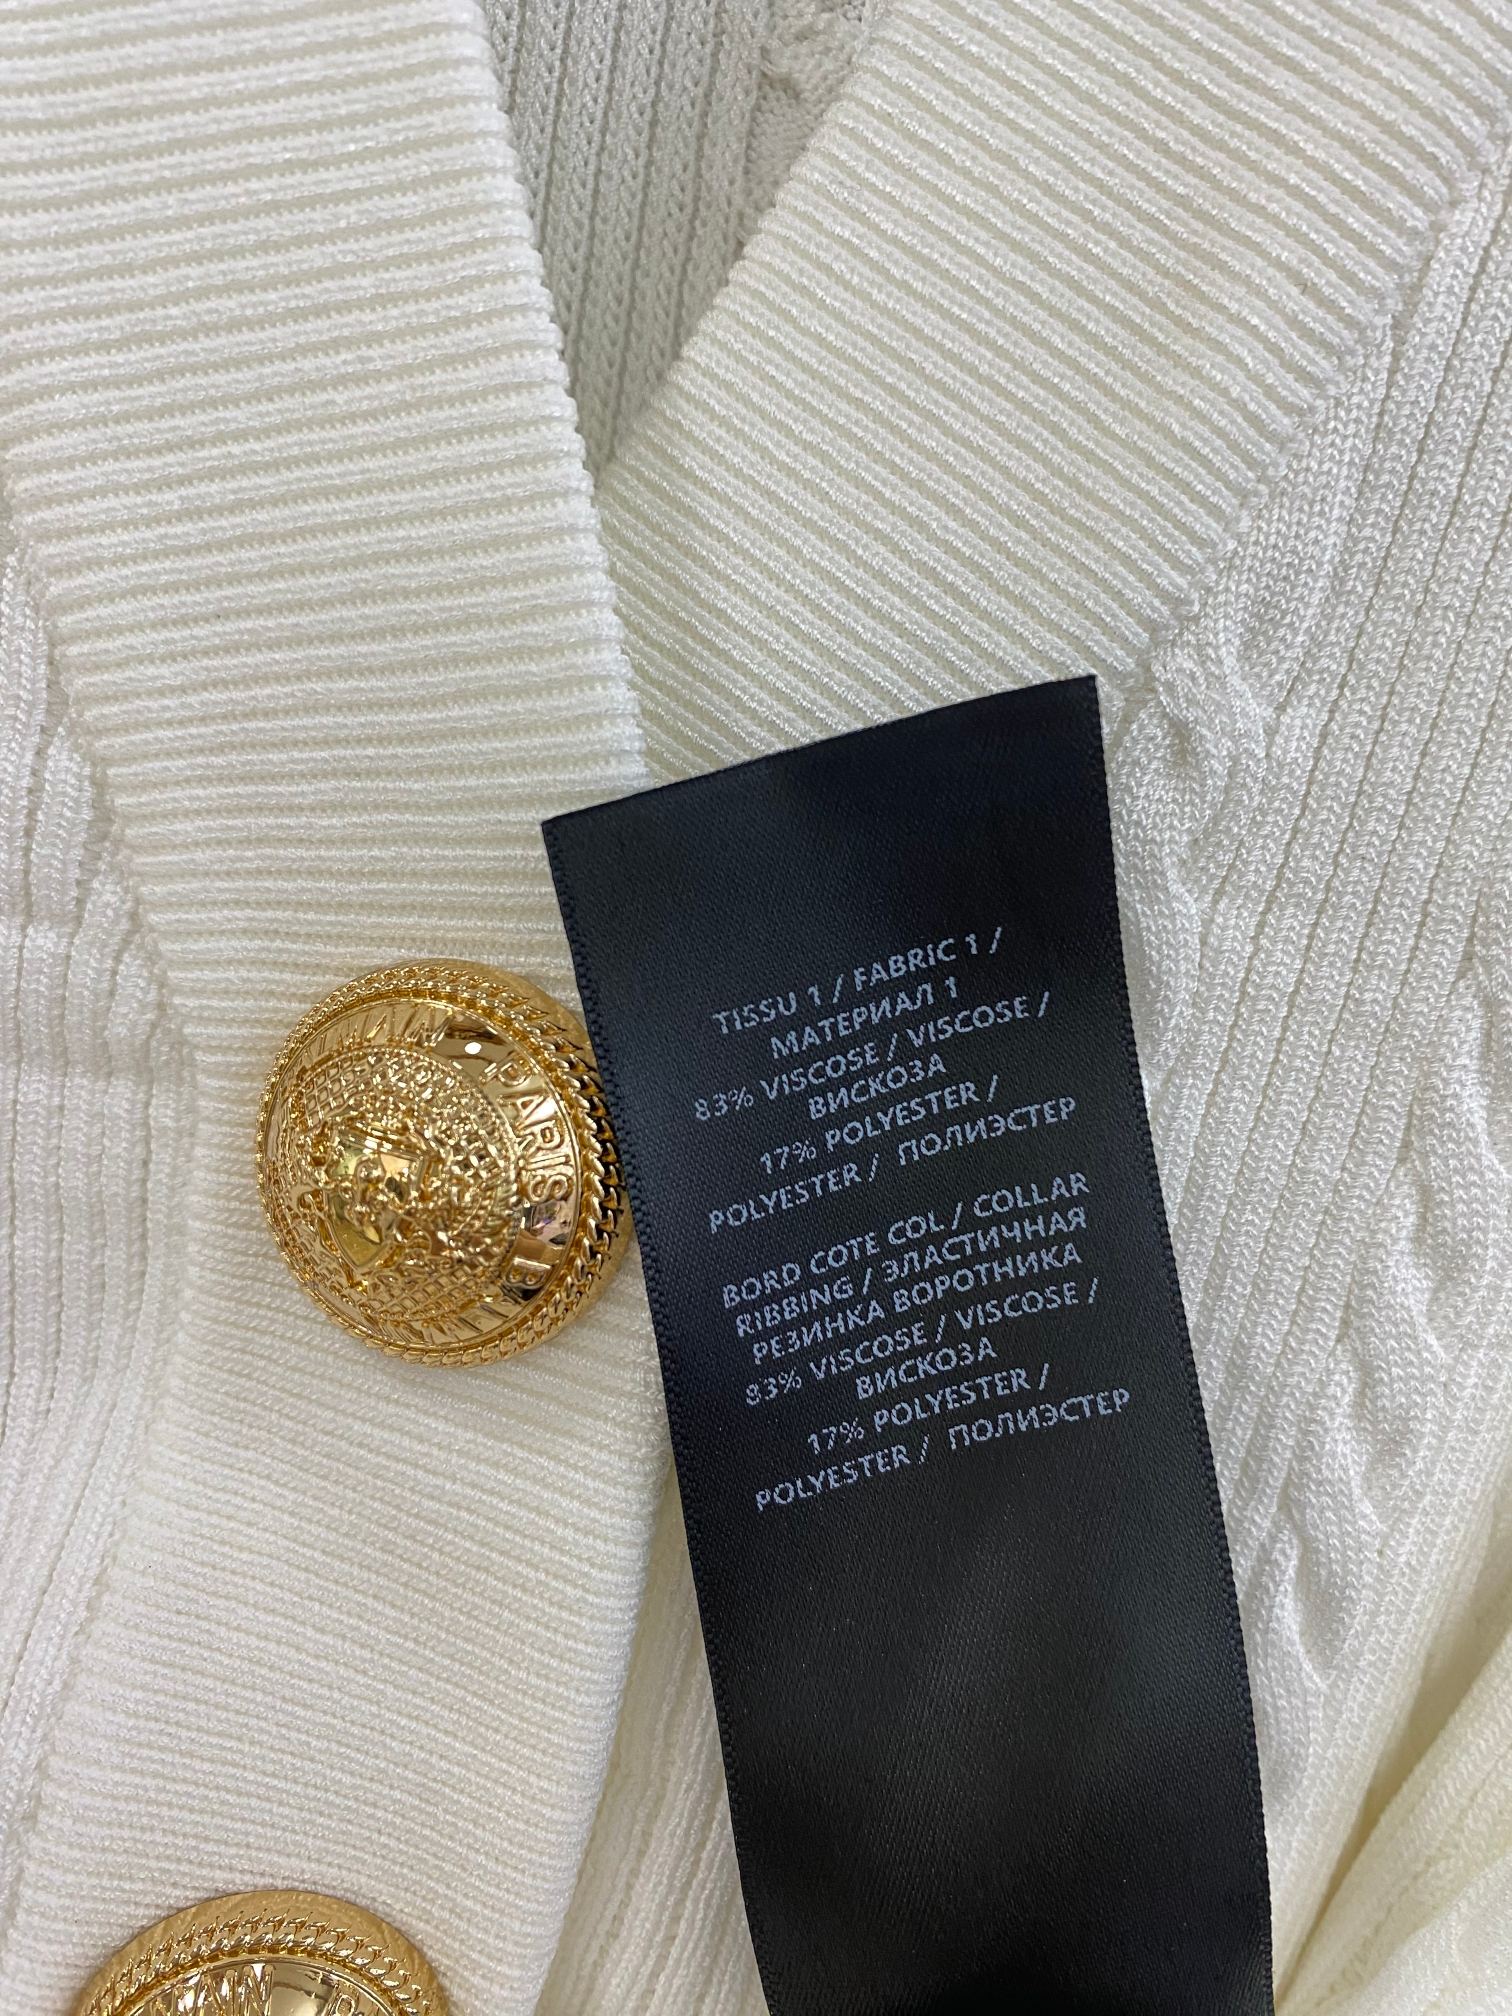 TISSU 1 / FABRIC 1 /
МАТЕРИАЛ 1
83% VISCOSE / VISCOSE /
ВИСКОЗА
17% POLYESTER /
POLYESTER / ПОЛИЭСТЕР
BORD COTE COL / COLLAR
RIBBING / ЭЛАСТИЧНАЯ
РЕЗИНКА ВОРОТНИКА
83% VISCOSE / VISCOSE /
ВИСКОЗА
17% POLYESTER /
POLYESTER / ПОЛИЭСТЕР
PARIS